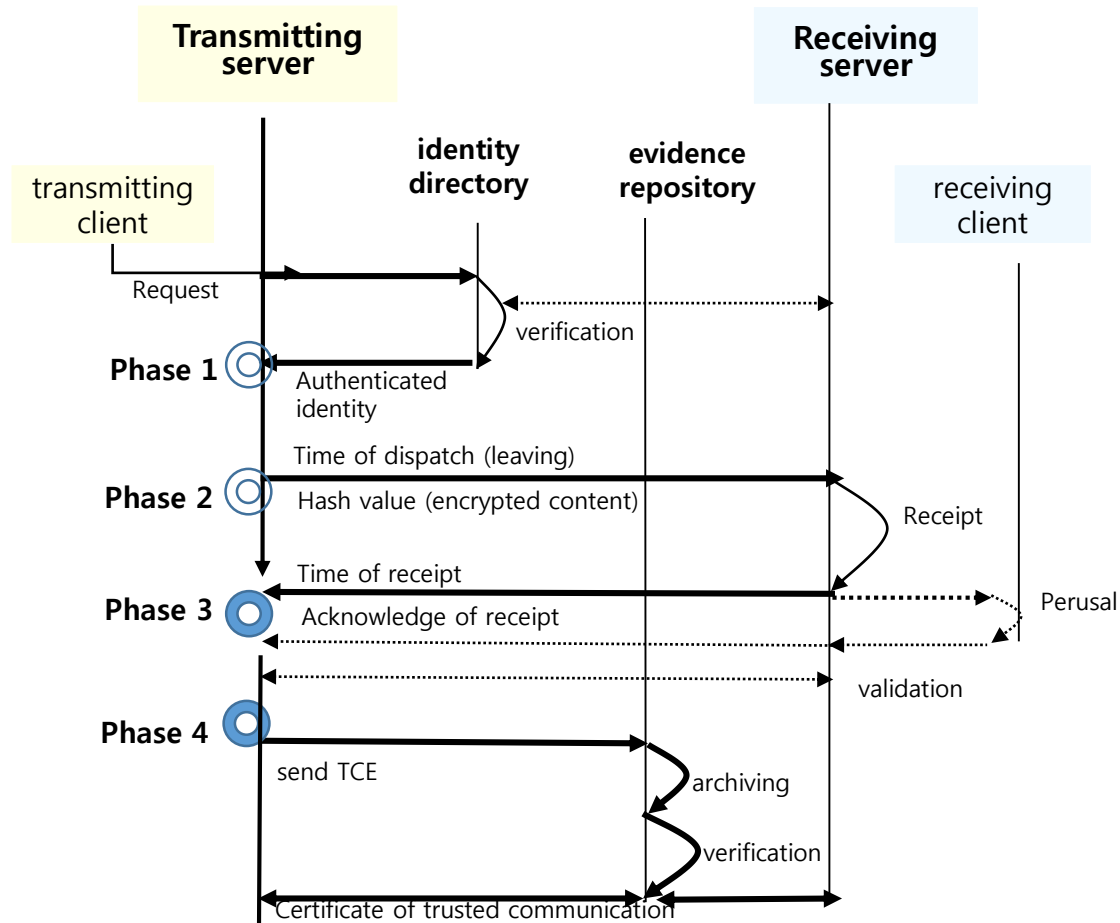 Transmitting
server
Receiving
server
identity
directory
evidence
repository
transmitting
client
receiving
client
Request
verification
Phase 1
Authenticated
identity
Time of dispatch (leaving)
Phase 2
Hash value (encrypted content)
Receipt
Time of receipt
Phase 3
Acknowledge of receipt
Perusal
validation
Phase 4
send TCE
archiving
verification
Certificate of trusted communication